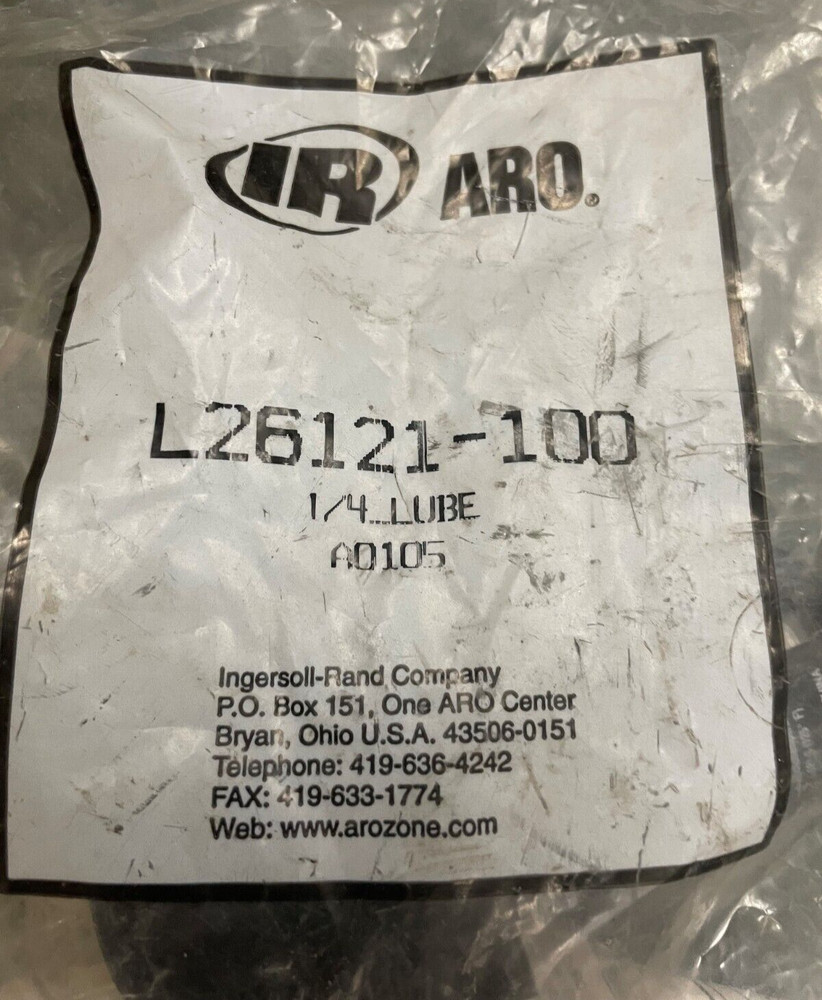 IR ARO.®
L26121-100
1/4 LUBE
A0105
Ingersoll-Rand Company
P.O. Box 151, One ARO Center
Bryan, Ohio U.S.A. 43506-0151
Telephone: 419-636-4242
FAX: 419-633-1774
Web: www.arozone.com